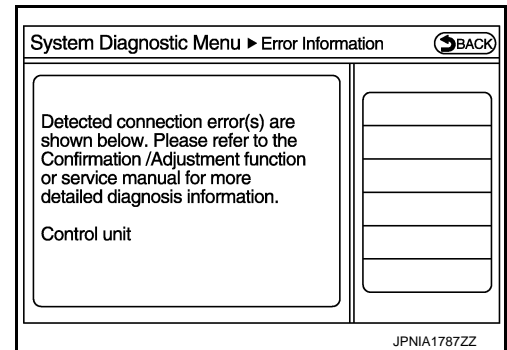 System Diagnostic Menu ▶ Error Information
BACK
Detected connection error(s) are
shown below. Please refer to the
Confirmation /Adjustment function
or service manual for more
detailed diagnosis information.
Control unit
JPNIA1787ZZ